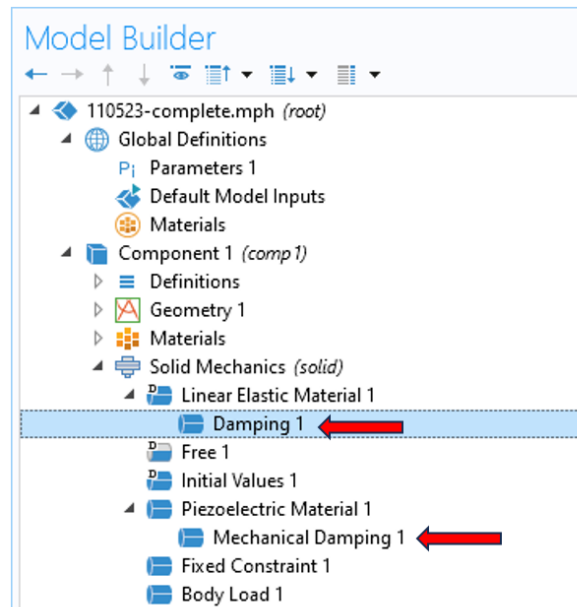 Model Builder
110523-complete.mph (root)
Global Definitions
Pi Parameters 1
Default Model Inputs
Materials
Component 1 (comp1)
Definitions
Geometry 1
Materials
Solid Mechanics (solid)
D Linear Elastic Material 1
Damping 1
D Free 1
D Initial Values 1
Piezoelectric Material 1
Mechanical Damping 1
Fixed Constraint 1
Body Load 1